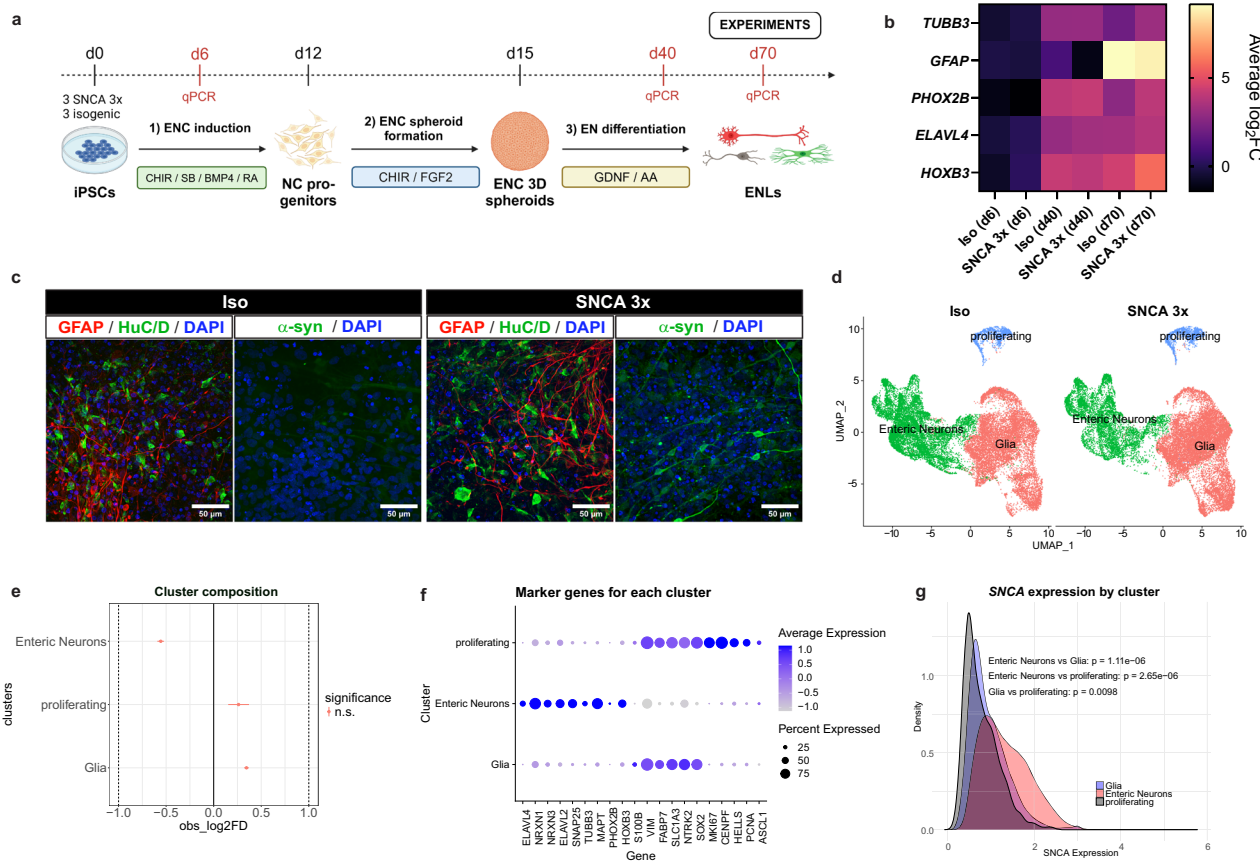 a
EXPERIMENTS
d0
d6
d12
d15
d40
d70
qPCR
qPCR
qPCR
3 SNCA 3x
3 isogenic
1) ENC induction
2) ENC spheroid
formation
3) EN differentiation
CHIR / SB / BMP4 / RA
CHIR / FGF2
GDNF / AA
iPSCs
NC pro-
genitors
ENC 3D
spheroids
ENLs
b
TUBB3
GFAP
PHOX2B
ELAVL4
HOXB3
Iso (d6)
SNCA 3x (d6)
Iso (d40)
SNCA 3x (d40)
Iso (d70)
SNCA 3x (d70)
5
0
Average log2FC
c
Iso
SNCA 3x
GFAP / HuC/D / DAPI
α-syn / DAPI
GFAP / HuC/D / DAPI
α-syn / DAPI
50 µm
50 µm
50 µm
50 µm
d
Iso
SNCA 3x
proliferating
Enteric Neurons
Glia
proliferating
Enteric Neurons
Glia
10
5
0
−5
UMAP_2
−10
−5
0
5
10
−10
−5
0
5
10
UMAP_1
e
Cluster composition
Enteric Neurons
proliferating
Glia
clusters
−1.0
−0.5
0.0
0.5
1.0
obs_log2FD
significance
n.s.
f
Marker genes for each cluster
proliferating
Enteric Neurons
Glia
Cluster
ELAVL4
NRXN1
NRXN3
ELAVL2
SNAP25
TUBB3
MAPT
PHOX2B
HOXB3
S100B
VIM
FABP7
SLC1A3
NTRK2
SOX2
MKI67
CENPF
HELLS
PCNA
ASCL1
Gene
Average Expression
1.0
0.5
0.0
−0.5
−1.0
Percent Expressed
25
50
75
g
SNCA expression by cluster
Enteric Neurons vs Glia: p = 1.11e−06
Enteric Neurons vs proliferating: p = 2.65e−06
Glia vs proliferating: p = 0.0098
1.0
0.5
0.0
Density
Glia
Enteric Neurons
proliferating
0
2
4
6
SNCA Expression